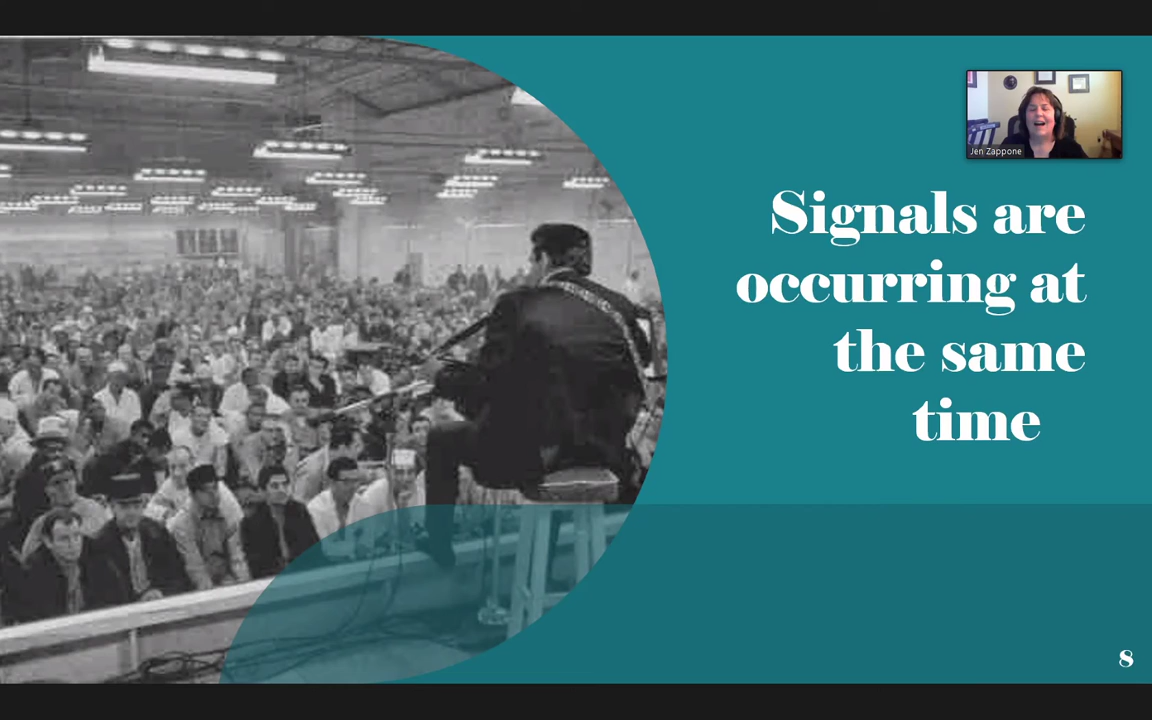 Jen Zappone
Signals are
occurring at
the same
time
8